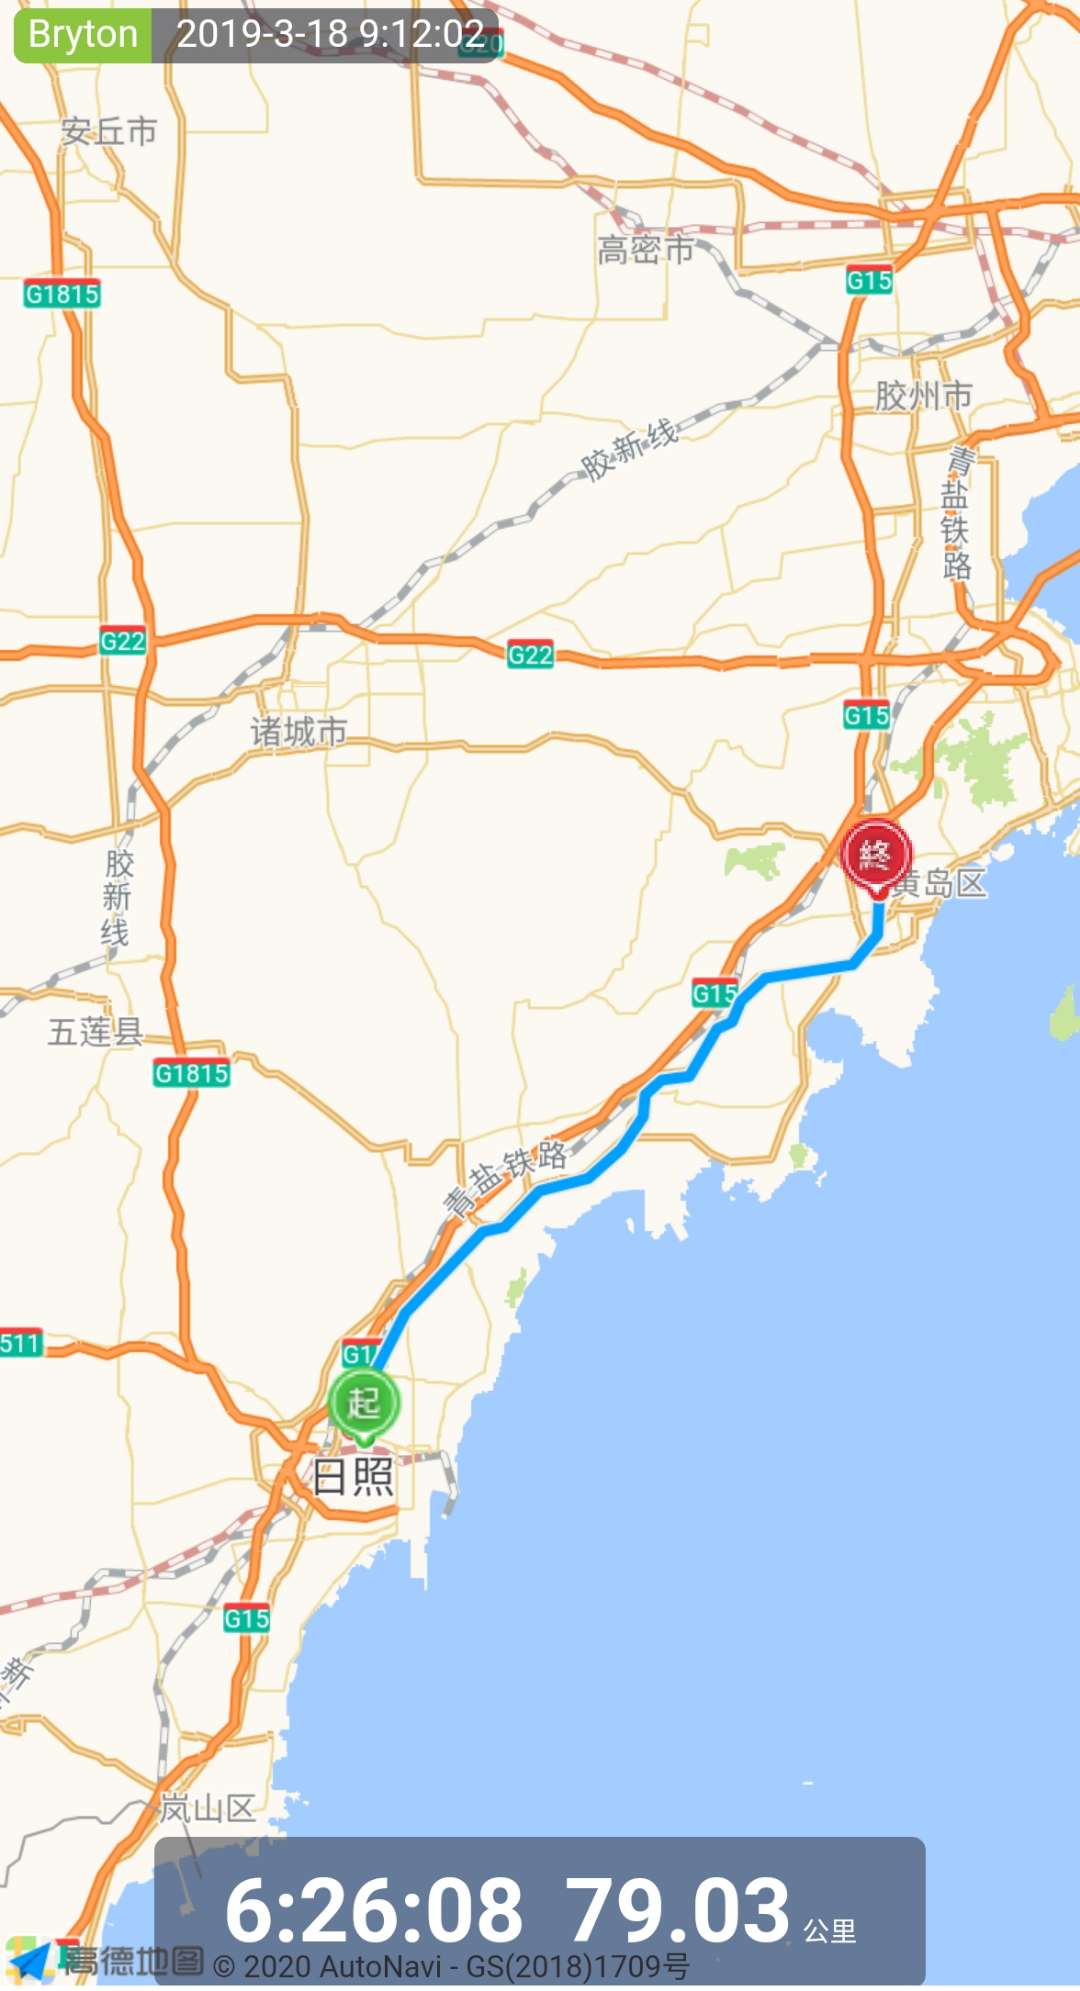 Bryton 2019-3-18 9:12:02
G20
安丘市
高密市
G15
G1815
胶州市
胶新线
青盐铁路
G22
G22
G15
诸城市
胶新线
終
黄岛区
G15
五莲县
G1815
青盐铁路
511
G1
起
日照
G15
新
岚山区
6:26:08 79.03 公里
高德地图 © 2020 AutoNavi - GS(2018)1709号